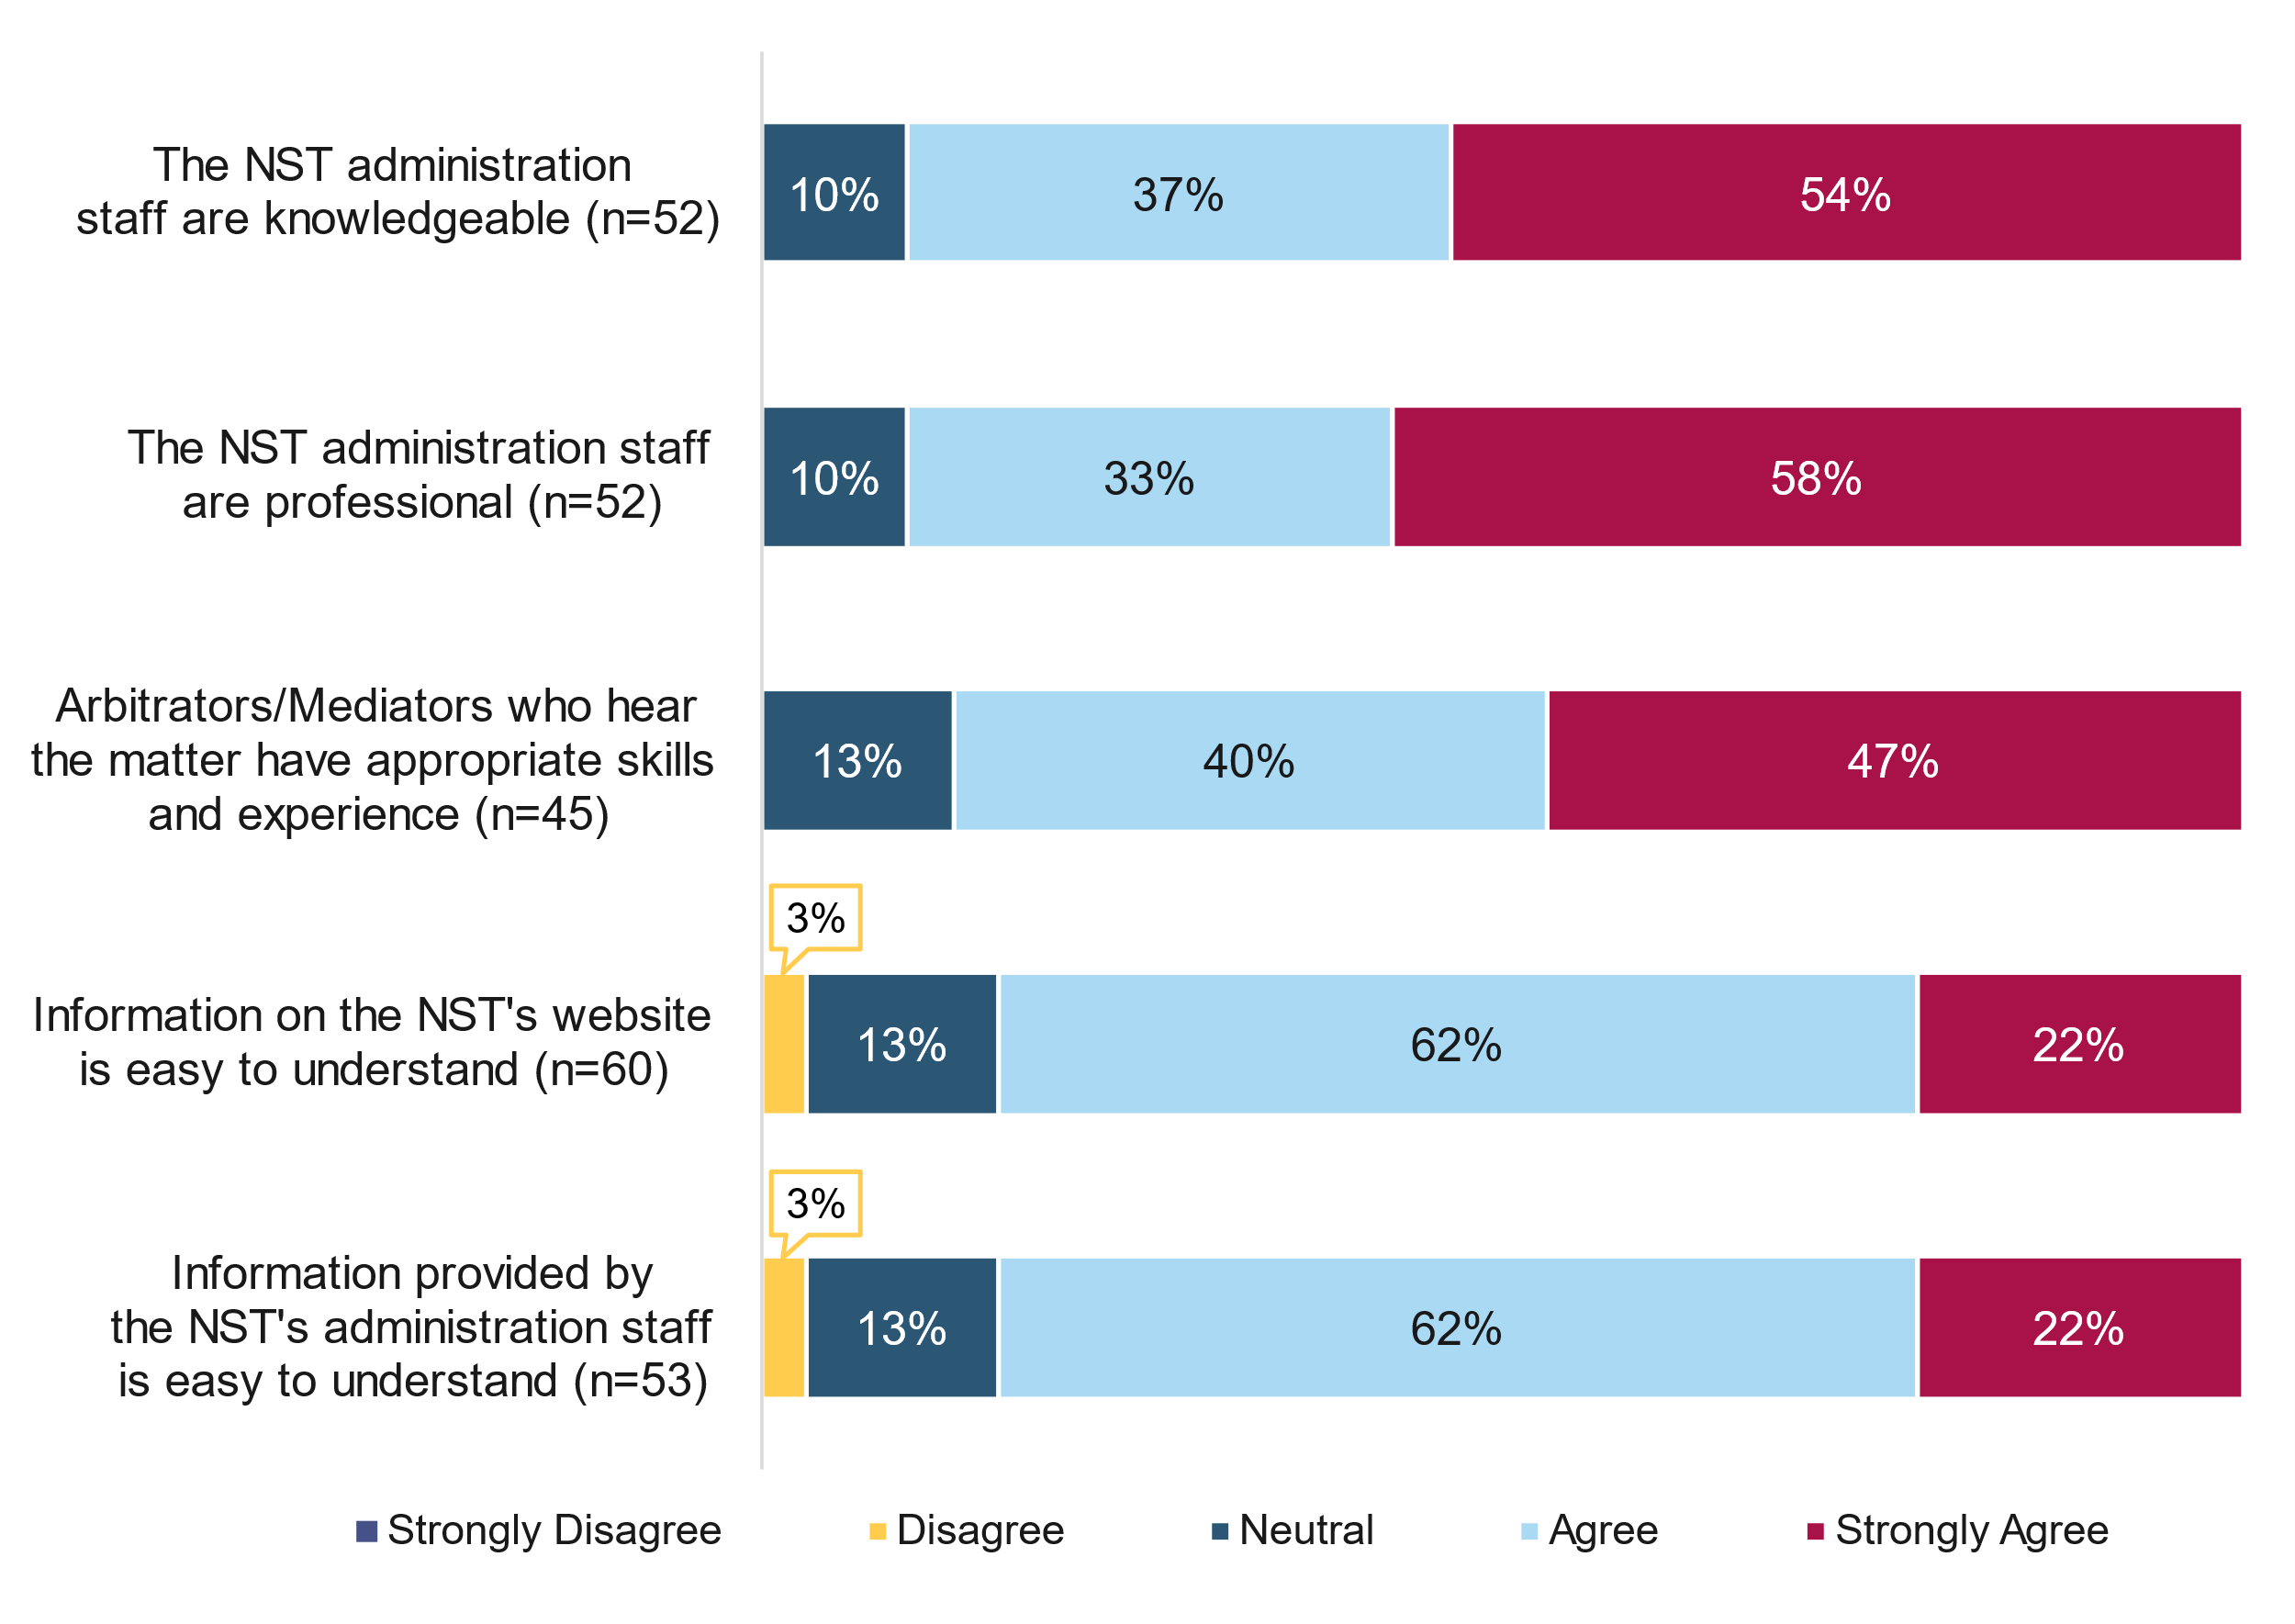 The NST administration
staff are knowledgeable (n=52)
10%
37%
54%
The NST administration staff
are professional (n=52)
10%
33%
58%
Arbitrators/Mediators who hear
the matter have appropriate skills
and experience (n=45)
13%
40%
47%
3%
Information on the NST's website
is easy to understand (n=60)
13%
62%
22%
3%
Information provided by
the NST's administration staff
is easy to understand (n=53)
13%
62%
22%
Strongly Disagree
Disagree
Neutral
Agree
Strongly Agree